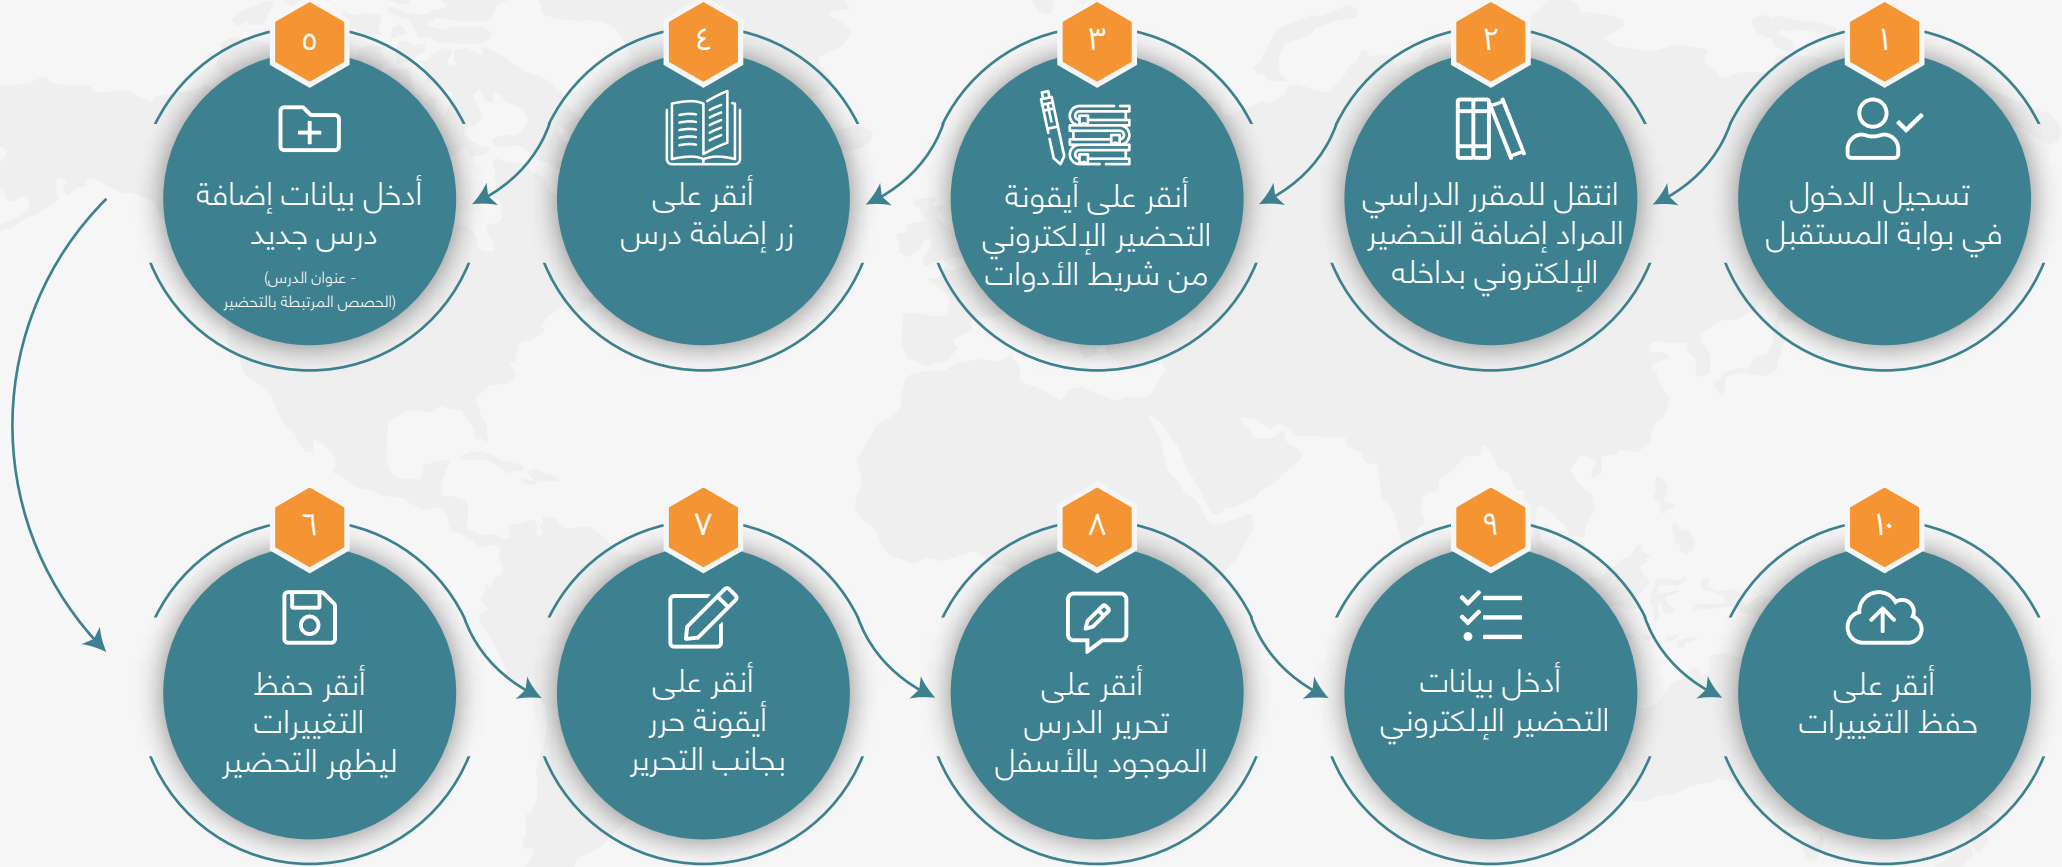 ١
تسجيل الدخول
في بوابة المستقبل
٢
انتقل للمقرر الدراسي
المراد إضافة التحضير
الإلكتروني بداخله
٣
أنقر على أيقونة
التحضير الإلكتروني
من شريط الأدوات
٤
أنقر على
زر إضافة درس
٥
أدخل بيانات إضافة
درس جديد
- عنوان الدرس)
(الحصص المرتبطة بالتحضير
٦
أنقر حفظ
التغييرات
ليظهر التحضير
٧
أنقر على
أيقونة حرر
بجانب التحرير
٨
أنقر على
تحرير الدرس
الموجود بالأسفل
٩
أدخل بيانات
التحضير الإلكتروني
١٠
أنقر على
حفظ التغييرات